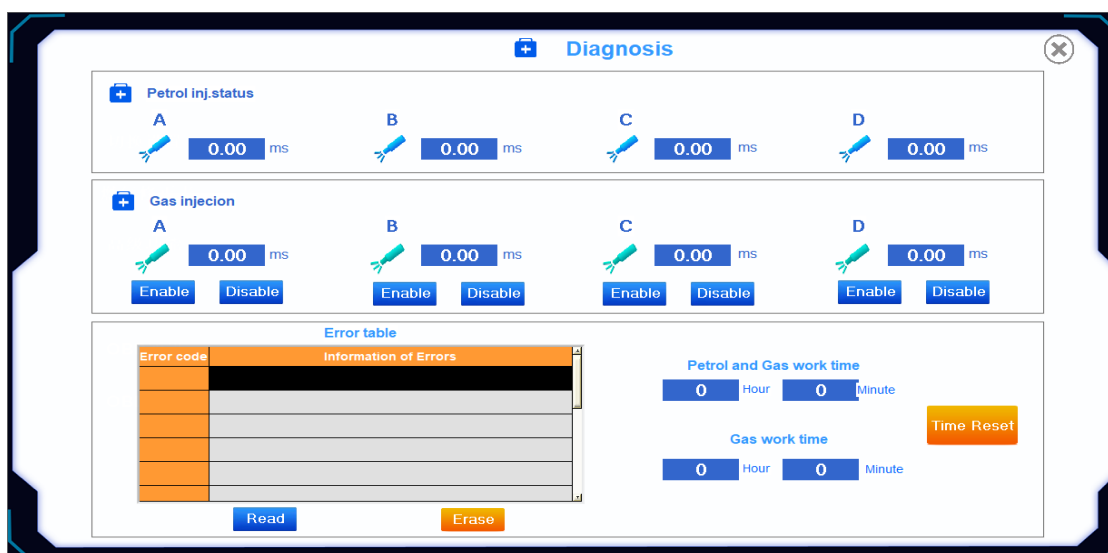 Diagnosis
Petrol inj.status
A B C D
0.00 ms 0.00 ms 0.00 ms 0.00 ms
Gas injecion
A B C D
0.00 ms 0.00 ms 0.00 ms 0.00 ms
Enable Disable Enable Disable Enable Disable Enable Disable
Error table
Error code Information of Errors
Petrol and Gas work time
0 Hour 0 Minute
Time Reset
Gas work time
0 Hour 0 Minute
Read Erase